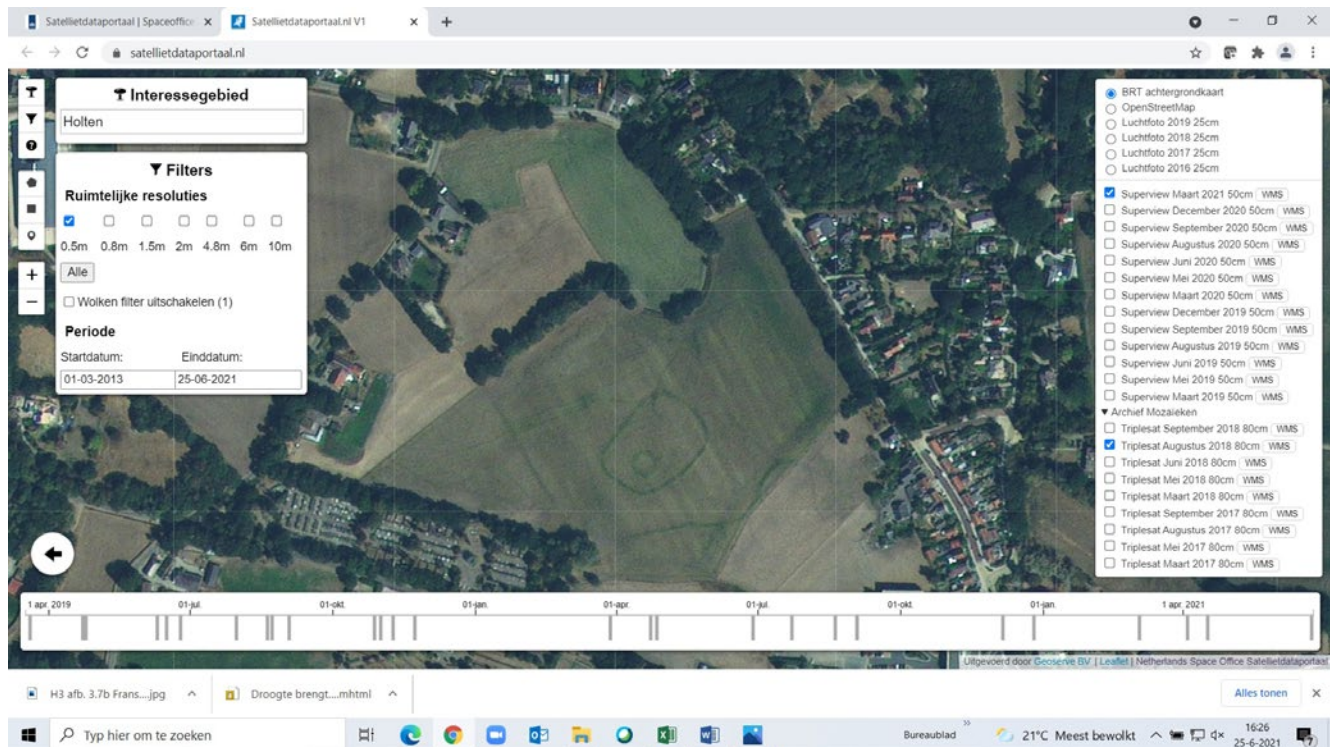 Satellietdataportaal | Spaceoffice
Satellietdataportaal.nl V1
satellietdataportaal.nl
Interessegebied
Holten
Filters
Ruimtelijke resoluties
0.5m 0.8m 1.5m 2m 4.8m 6m 10m
Alle
Wolken filter uitschakelen (1)
Periode
Startdatum: Einddatum:
01-03-2013 25-06-2021
BRT achtergrondkaart
OpenStreetMap
Luchtfoto 2019 25cm
Luchtfoto 2018 25cm
Luchtfoto 2017 25cm
Luchtfoto 2016 25cm
Superview Maart 2021 50cm WMS
Superview December 2020 50cm WMS
Superview September 2020 50cm WMS
Superview Augustus 2020 50cm WMS
Superview Juni 2020 50cm WMS
Superview Mei 2020 50cm WMS
Superview Maart 2020 50cm WMS
Superview December 2019 50cm WMS
Superview September 2019 50cm WMS
Superview Augustus 2019 50cm WMS
Superview Juni 2019 50cm WMS
Superview Mei 2019 50cm WMS
Superview Maart 2019 50cm WMS
▼ Archief Mozaieken
Triplesat September 2018 80cm WMS
Triplesat Augustus 2018 80cm WMS
Triplesat Juni 2018 80cm WMS
Triplesat Mei 2018 80cm WMS
Triplesat Maart 2018 80cm WMS
Triplesat September 2017 80cm WMS
Triplesat Augustus 2017 80cm WMS
Triplesat Mei 2017 80cm WMS
Triplesat Maart 2017 80cm WMS
1 apr. 2019 01-jul. 01-okt. 01-jan. 01-apr. 01-jul. 01-okt. 01-jan. 1 apr. 2021
Uitgevoerd door Geoserve BV | Leaflet | Netherlands Space Office Satellietdataportaal
H3 afb. 3.7b Frans....jpg
Droogte brengt....mhtml
Alles tonen
Typ hier om te zoeken
Bureaublad
21°C Meest bewolkt
16:26
25-6-2021